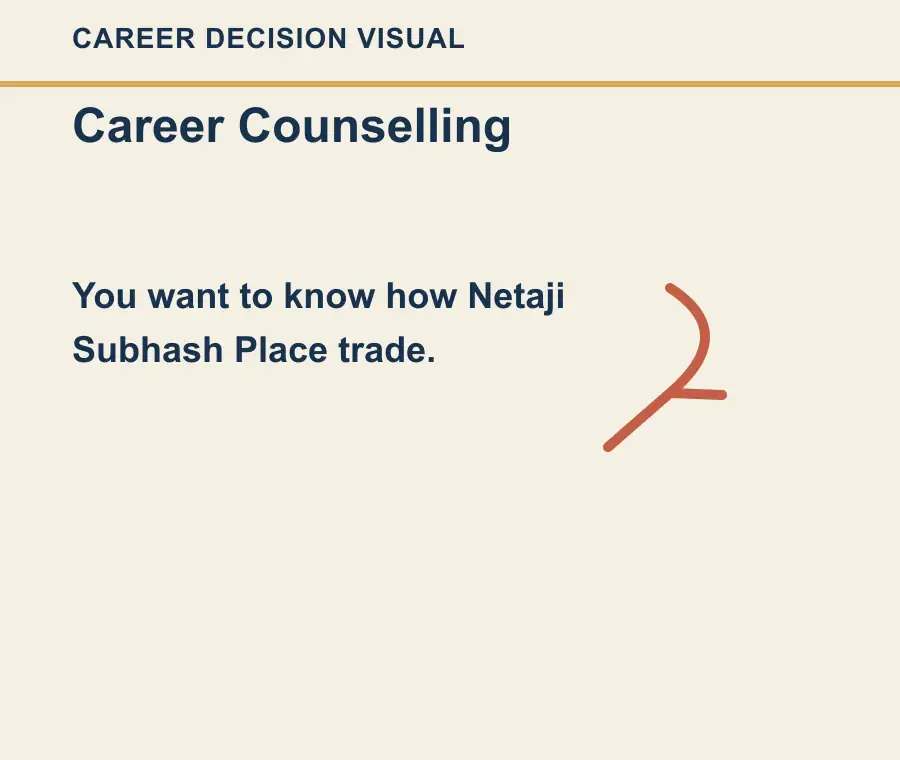 CAREER DECISION VISUAL
Career Counselling
You want to know how Netaji
Subhash Place trade.